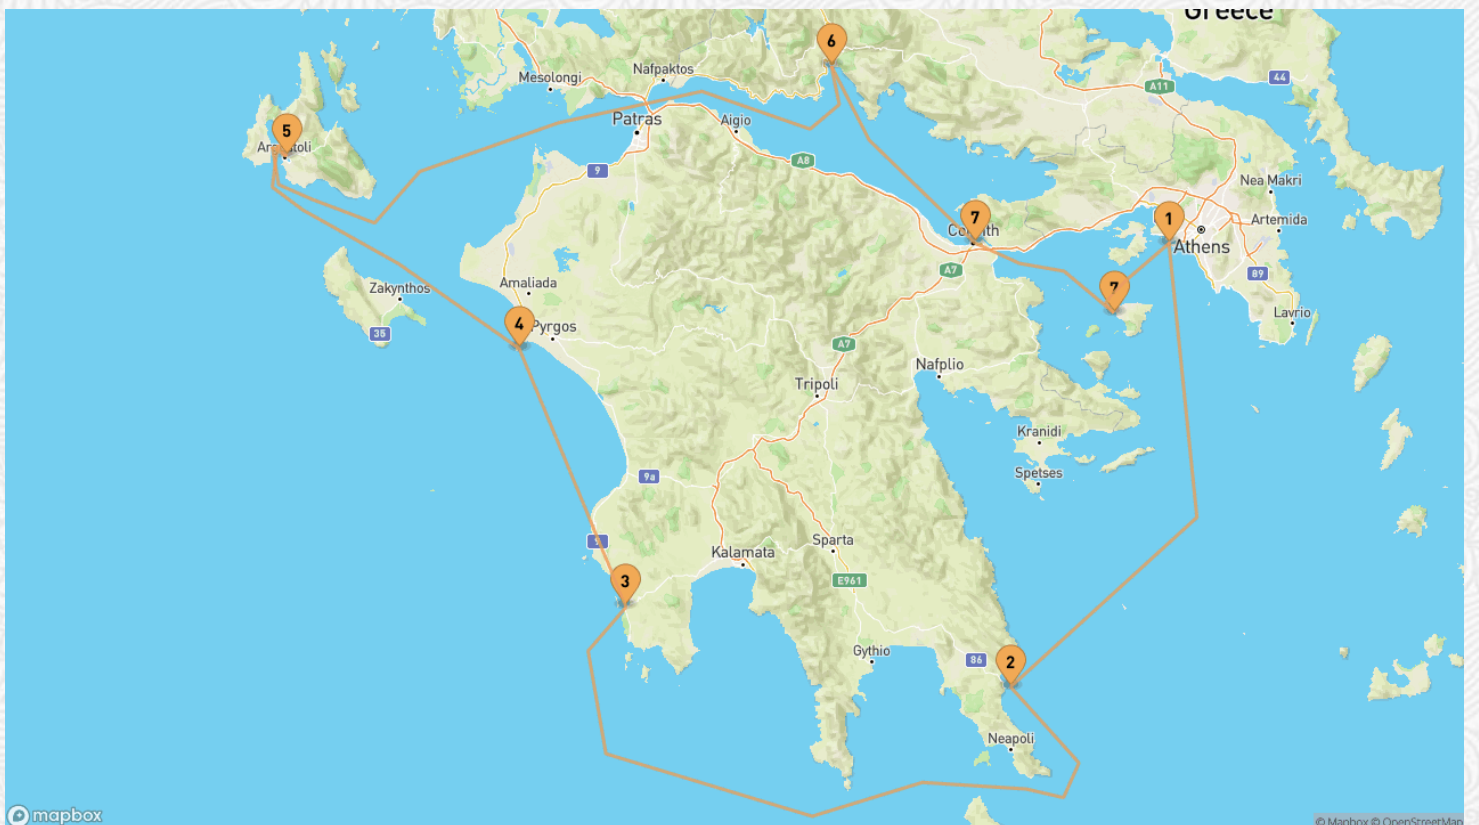 Greece
6
44
Mesolongi
Nafpaktos
A11
Patras
Aigio
5
A8
9
Nea Makri
7
1
Artemida
Athens
A7
89
Zakynthos
Amaliada
7
35
4
Pyrgos
Lavrio
A7
Nafplio
Tripoli
Kranidi
Spetses
9a
Sparta
Kalamata
3
E961
Gythio
86
2
Neapoli
mapbox
© Mapbox © OpenStreetMap